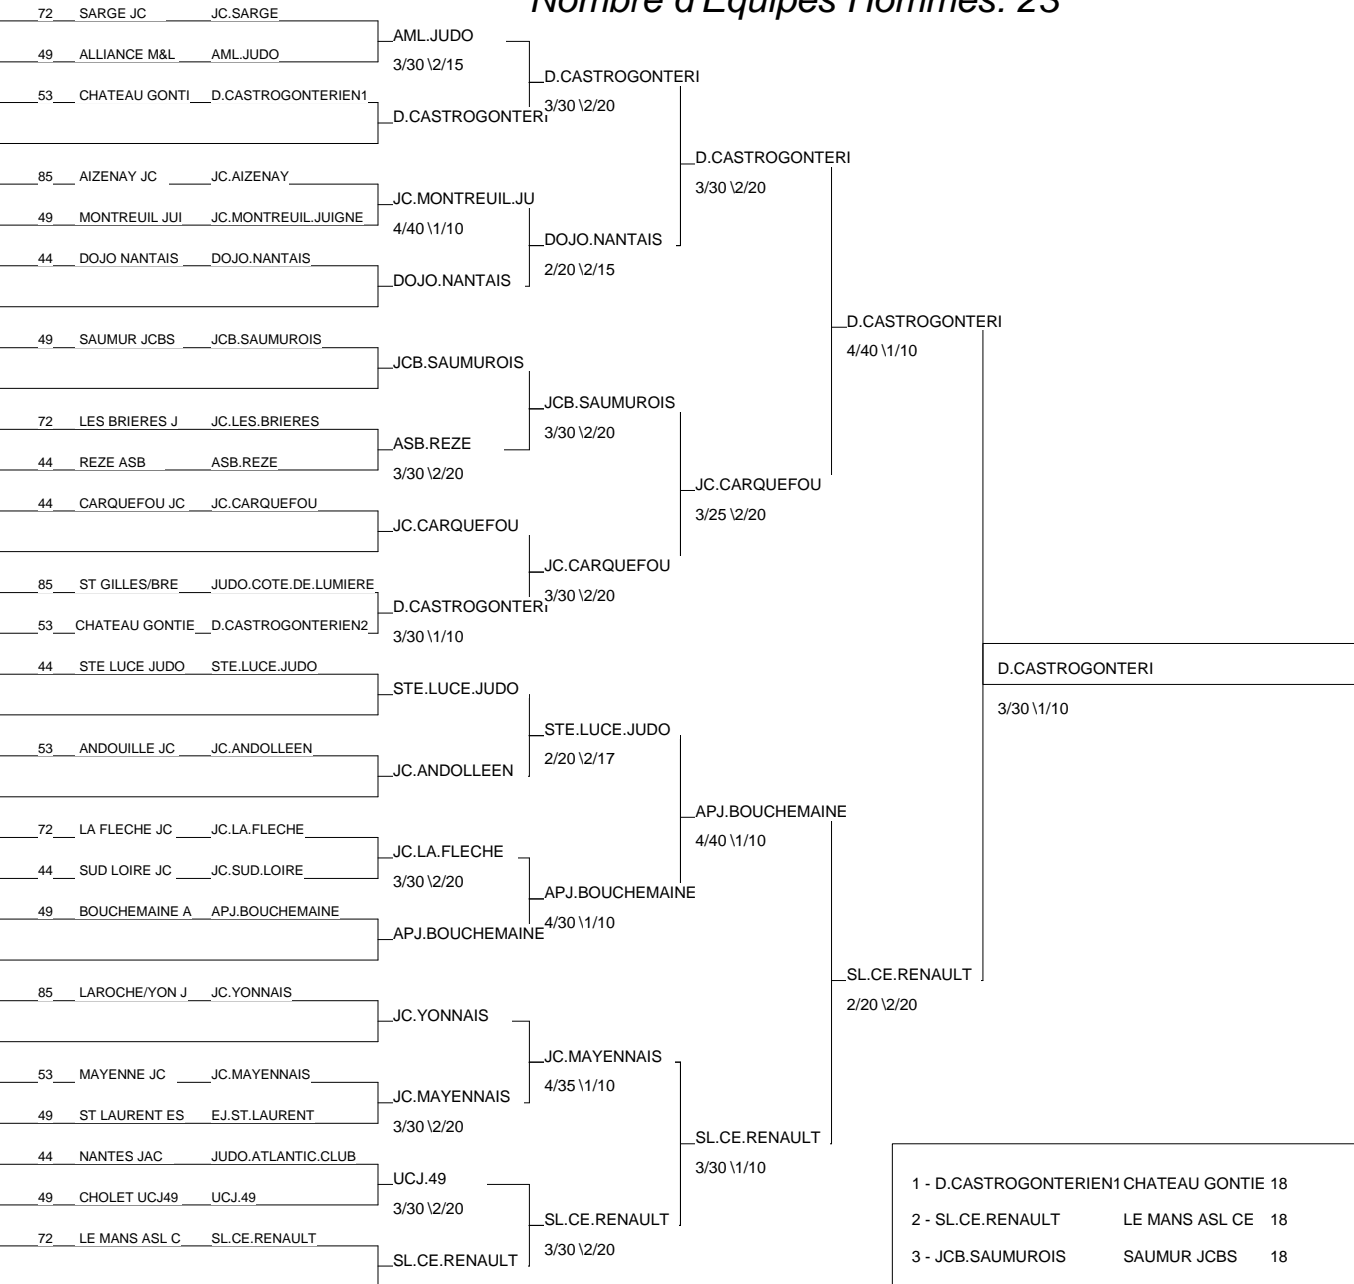 Nombre d'Equipes Hommes: 23
72 SARGE JC JC.SARGE
AML.JUDO
49 ALLIANCE M&L AML.JUDO
3/30 \2/15
D.CASTROGONTERI
53 CHATEAU GONTI D.CASTROGONTERIEN1
3/30 \2/20
D.CASTROGONTERI
D.CASTROGONTERI
85 AIZENAY JC JC.AIZENAY
3/30 \2/20
JC.MONTREUIL.JU
49 MONTREUIL JUI JC.MONTREUIL.JUIGNE
4/40 \1/10
DOJO.NANTAIS
44 DOJO NANTAIS DOJO.NANTAIS
2/20 \2/15
DOJO.NANTAIS
D.CASTROGONTERI
49 SAUMUR JCBS JCB.SAUMUROIS
4/40 \1/10
JCB.SAUMUROIS
JCB.SAUMUROIS
72 LES BRIERES J JC.LES.BRIERES
3/30 \2/20
ASB.REZE
44 REZE ASB ASB.REZE
3/30 \2/20
JC.CARQUEFOU
44 CARQUEFOU JC JC.CARQUEFOU
3/25 \2/20
JC.CARQUEFOU
JC.CARQUEFOU
85 ST GILLES/BRE JUDO.COTE.DE.LUMIERE
3/30 \2/20
D.CASTROGONTERI
53 CHATEAU GONTIE D.CASTROGONTERIEN2
3/30 \1/10
44 STE LUCE JUDO STE.LUCE.JUDO
D.CASTROGONTERI
STE.LUCE.JUDO
3/30 \1/10
STE.LUCE.JUDO
53 ANDOUILLE JC JC.ANDOLLEEN
2/20 \2/17
JC.ANDOLLEEN
APJ.BOUCHEMAINE
72 LA FLECHE JC JC.LA.FLECHE
4/40 \1/10
JC.LA.FLECHE
44 SUD LOIRE JC JC.SUD.LOIRE
3/30 \2/20
APJ.BOUCHEMAINE
49 BOUCHEMAINE A APJ.BOUCHEMAINE
4/30 \1/10
APJ.BOUCHEMAINE
SL.CE.RENAULT
85 LAROCHE/YON J JC.YONNAIS
2/20 \2/20
JC.YONNAIS
JC.MAYENNAIS
53 MAYENNE JC JC.MAYENNAIS
4/35 \1/10
JC.MAYENNAIS
49 ST LAURENT ES EJ.ST.LAURENT
3/30 \2/20
SL.CE.RENAULT
44 NANTES JAC JUDO.ATLANTIC.CLUB
3/30 \1/10
UCJ.49
49 CHOLET UCJ49 UCJ.49
3/30 \2/20
SL.CE.RENAULT
72 LE MANS ASL C SL.CE.RENAULT
3/30 \2/20
SL.CE.RENAULT
1 - D.CASTROGONTERIEN1 CHATEAU GONTIE 18
2 - SL.CE.RENAULT LE MANS ASL CE 18
3 - JCB.SAUMUROIS SAUMUR JCBS 18